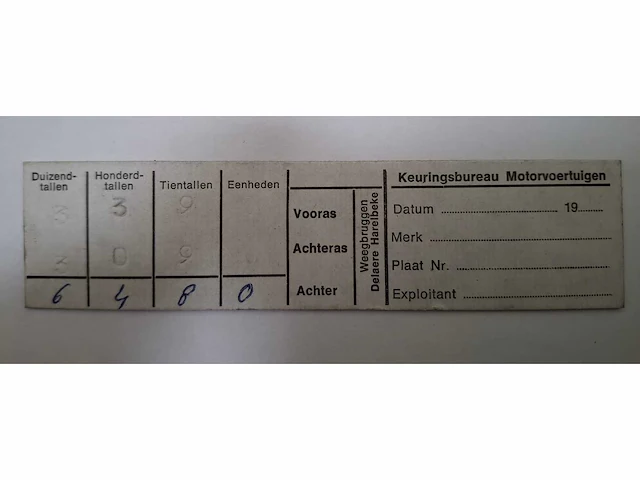 Duizend-tallen Honderd-tallen Tientallen Eenheden
3 3 9 Vooras
3 0 9 Achteras
6 4 8 0 Achter
Weegbruggen
Delaere Harelbeke
Keuringsbureau Motorvoertuigen
Datum 19
Merk
Plaat Nr.
Exploitant